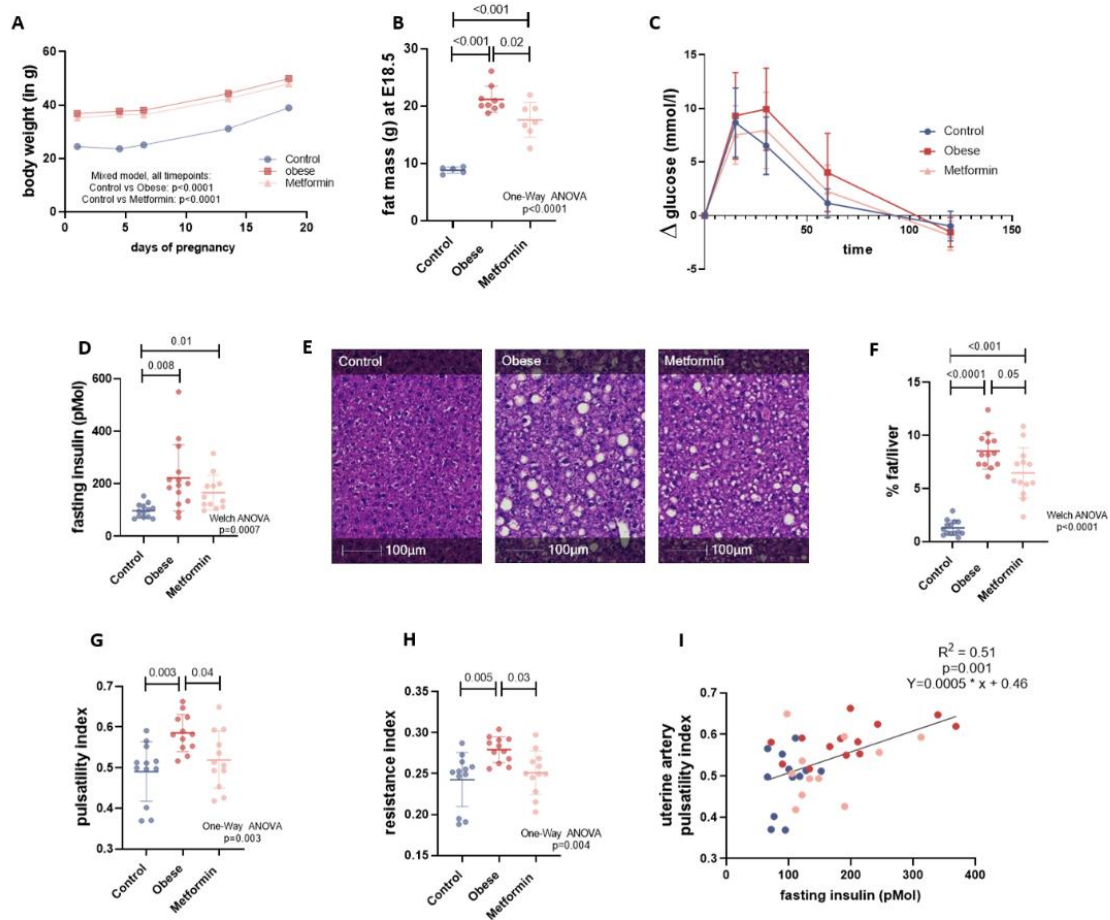 A
body weight (in g)
60
40
20
0
0
5
10
15
20
days of pregnancy
Control
obese
Metformin
Mixed model, all timepoints:
Control vs Obese: p<0.0001
Control vs Metformin: p<0.0001
B
<0.001
<0.001
0.02
fat mass (g) at E18.5
30
20
10
0
One-Way ANOVA
p<0.0001
Control
Obese
Metformin
C
Δ glucose (mmol/l)
15
10
5
0
-5
50
100
150
time
Control
Obese
Metformin
D
0.01
0.008
fasting insulin (pMol)
600
400
200
0
Welch ANOVA
p=0.0007
Control
Obese
Metformin
E
Control
100µm
Obese
100µm
Metformin
100µm
F
<0.001
<0.0001
0.05
% fat/liver
15
10
5
0
Welch ANOVA
p<0.0001
Control
Obese
Metformin
G
0.003
0.04
pulsatility index
0.7
0.6
0.5
0.4
0.3
One-Way ANOVA
p=0.003
Control
Obese
Metformin
H
0.005
0.03
resistance index
0.35
0.30
0.25
0.20
0.15
One-Way ANOVA
p=0.004
Control
Obese
Metformin
I
R² = 0.51
p=0.001
Y=0.0005 * x + 0.46
uterine artery
pulsatility index
0.7
0.6
0.5
0.4
0.3
0
100
200
300
400
fasting insulin (pMol)